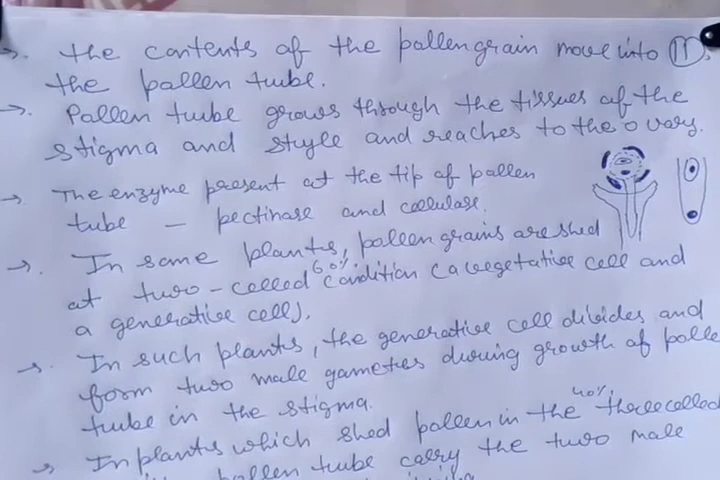 the contents of the pollengrain move into 11
the pollen tube.
Pollen tube grows through the tissues of the
stigma and style and reaches to the ovary.
The enzyme present at the tip of pollen
tube – pectinase and cellulase.
In some plants, pollen grains are shed
60%
at two-celled condition (a vegetative cell and
a generative cell).
In such plants, the generative cell divides and
form two male gametes during growth of polle
tube in the stigma.
40%
In plants which shed pollen in the three celled
pollen tube carry the two male